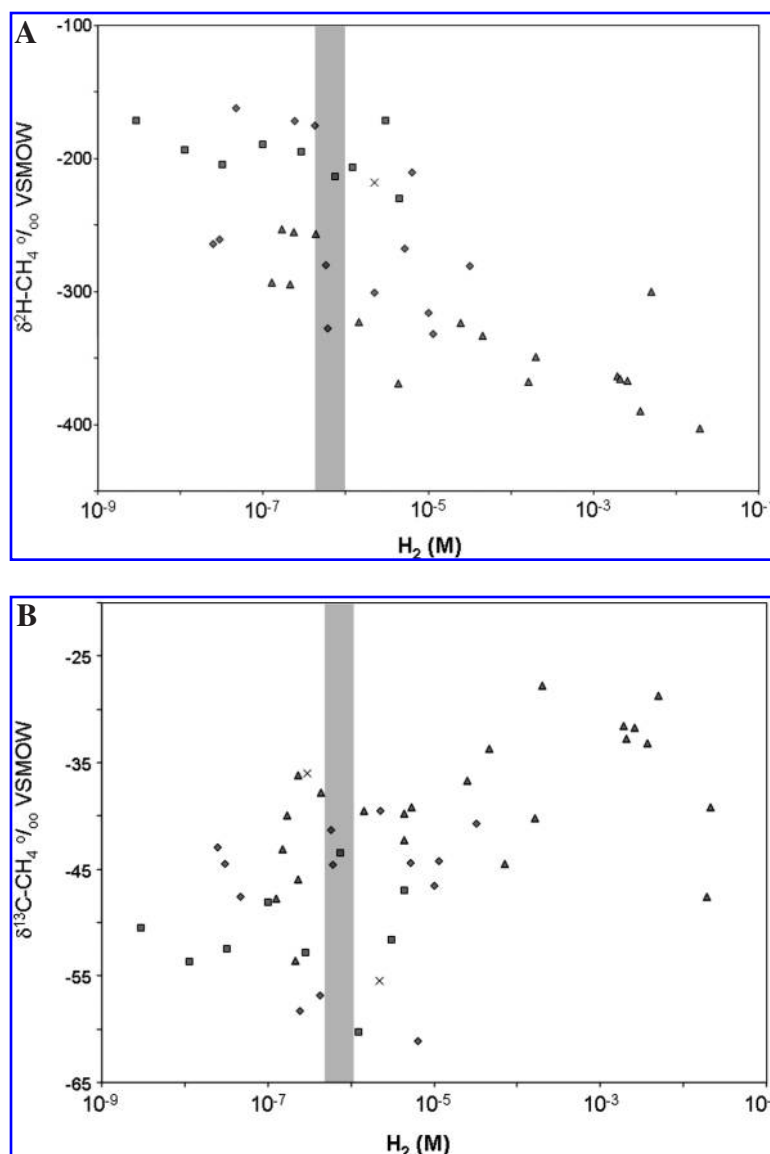 A
-100
-200
-300
-400
δ²H-CH₄ ‰ VSMOW
10⁻⁹ 10⁻⁷ 10⁻⁵ 10⁻³
H₂ (M)
B
-25
-35
-45
-55
-65
δ¹³C-CH₄ ‰ VSMOW
10⁻⁹ 10⁻⁷ 10⁻⁵ 10⁻³
H₂ (M)